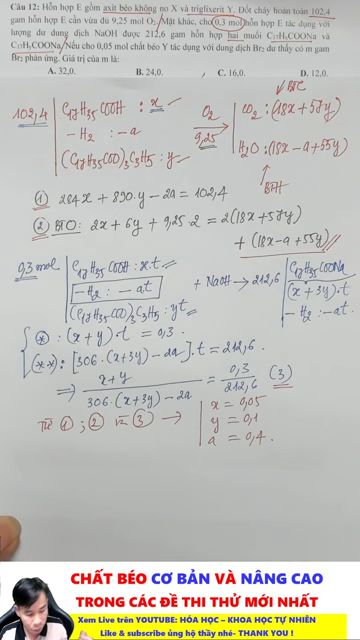 Câu 12: Hỗn hợp E gồm axit béo không no X và triglixerit Y. Đốt cháy hoàn toàn 102,4
gam hỗn hợp E cần vừa đủ 9,25 mol O₂. Mặt khác, cho 0,3 mol hỗn hợp E tác dụng với
lượng dư dung dịch NaOH được 212,6 gam hỗn hợp hai muối C₁₇H₃₅COONa và
Nếu cho 0,05 mol chất béo Y tác dụng với dung dịch Br₂ dư thấy có m gam
Br₂ phản ứng. Giá trị của m là:
A. 32,0. B. 24,0. C. 16,0. D. 12,0.
102,4
C₁₇H₃₅COOH : x
-H₂ : -a
(C₁₇H₃₅COO)₃C₃H₅ : y
O₂
9,25
BTC
CO₂ : (18x + 57y)
H₂O : (18x - a + 55y)
BTH
① 284x + 890.y - 2a = 102,4
② BTO: 2x + 6y + 9,25.2 = 2(18x + 57y)
+ (18x - a + 55y)
0,3 mol
C₁₇H₃₅COOH : x.t
-H₂ : -at
(C₁₇H₃₅COO)₃C₃H₅ : yt
+ NaOH → 212,6
C₁₇H₃₅COONa
(x + 3y).t
-H₂ : -at.
(*) : (x + y).t = 0,3.
(**) : [306.(x + 3y) - 2a].t = 212,6.
⇒ x + y / 306.(x + 3y) - 2a = 0,3 / 212,6 (3)
Từ ① ; ② và ③ →
x = 0,05
y = 0,1
a = 0,4.
CHẤT BÉO CƠ BẢN VÀ NÂNG CAO
TRONG CÁC ĐỀ THI THỬ MỚI NHẤT
Xem Live trên YOUTUBE: HÓA HỌC – KHOA HỌC TỰ NHIÊN
Like & subscribe ủng hộ thầy nhé- THANK YOU !